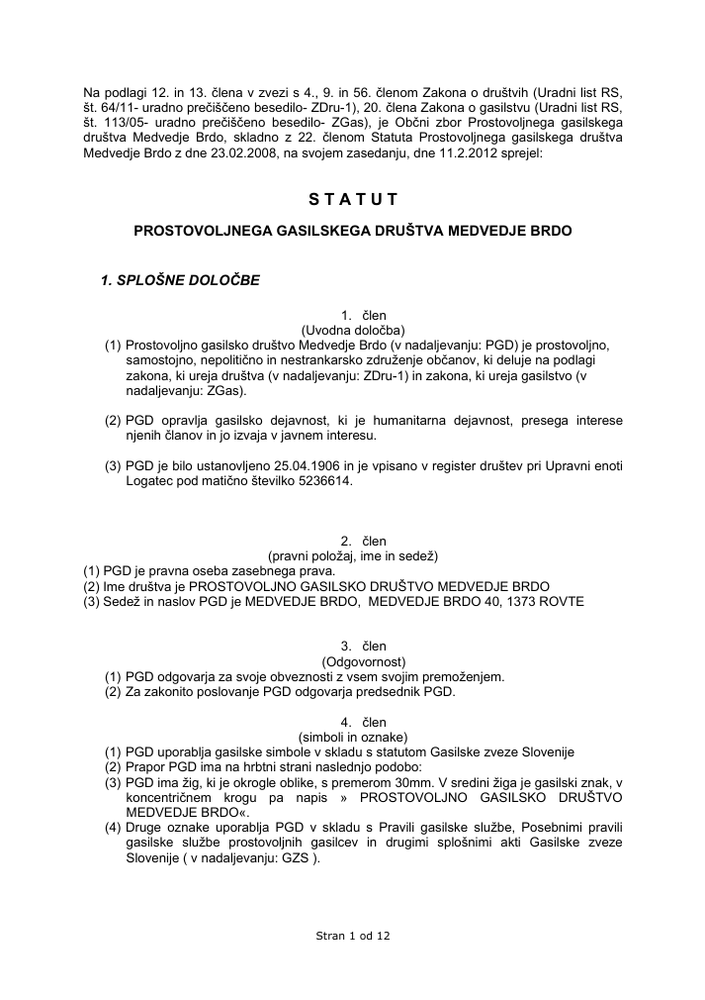 Na podlagi 12. in 13. člena v zvezi s 4., 9. in 56. členom Zakona o društvih (Uradni list RS,
št. 64/11- uradno prečiščeno besedilo- ZDru-1), 20. člena Zakona o gasilstvu (Uradni list RS,
št. 113/05- uradno prečiščeno besedilo- ZGas), je Občni zbor Prostovoljnega gasilskega
društva Medvedje Brdo, skladno z 22. členom Statuta Prostovoljnega gasilskega društva
Medvedje Brdo z dne 23.02.2008, na svojem zasedanju, dne 11.2.2012 sprejel:
S T A T U T
PROSTOVOLJNEGA GASILSKEGA DRUŠTVA MEDVEDJE BRDO
1. SPLOŠNE DOLOČBE
1. člen
(Uvodna določba)
(1) Prostovoljno gasilsko društvo Medvedje Brdo (v nadaljevanju: PGD) je prostovoljno,
samostojno, nepolitično in nestrankarsko združenje občanov, ki deluje na podlagi
zakona, ki ureja društva (v nadaljevanju: ZDru-1) in zakona, ki ureja gasilstvo (v
nadaljevanju: ZGas).
(2) PGD opravlja gasilsko dejavnost, ki je humanitarna dejavnost, presega interese
njenih članov in jo izvaja v javnem interesu.
(3) PGD je bilo ustanovljeno 25.04.1906 in je vpisano v register društev pri Upravni enoti
Logatec pod matično številko 5236614.
2. člen
(pravni položaj, ime in sedež)
(1) PGD je pravna oseba zasebnega prava.
(2) Ime društva je PROSTOVOLJNO GASILSKO DRUŠTVO MEDVEDJE BRDO
(3) Sedež in naslov PGD je MEDVEDJE BRDO, MEDVEDJE BRDO 40, 1373 ROVTE
3. člen
(Odgovornost)
(1) PGD odgovarja za svoje obveznosti z vsem svojim premoženjem.
(2) Za zakonito poslovanje PGD odgovarja predsednik PGD.
4. člen
(simboli in oznake)
(1) PGD uporablja gasilske simbole v skladu s statutom Gasilske zveze Slovenije
(2) Prapor PGD ima na hrbtni strani naslednjo podobo:
(3) PGD ima žig, ki je okrogle oblike, s premerom 30mm. V sredini žiga je gasilski znak, v
koncentričnem krogu pa napis » PROSTOVOLJNO GASILSKO DRUŠTVO
MEDVEDJE BRDO«.
(4) Druge oznake uporablja PGD v skladu s Pravili gasilske službe, Posebnimi pravili
gasilske službe prostovoljnih gasilcev in drugimi splošnimi akti Gasilske zveze
Slovenije ( v nadaljevanju: GZS ).
Stran 1 od 12